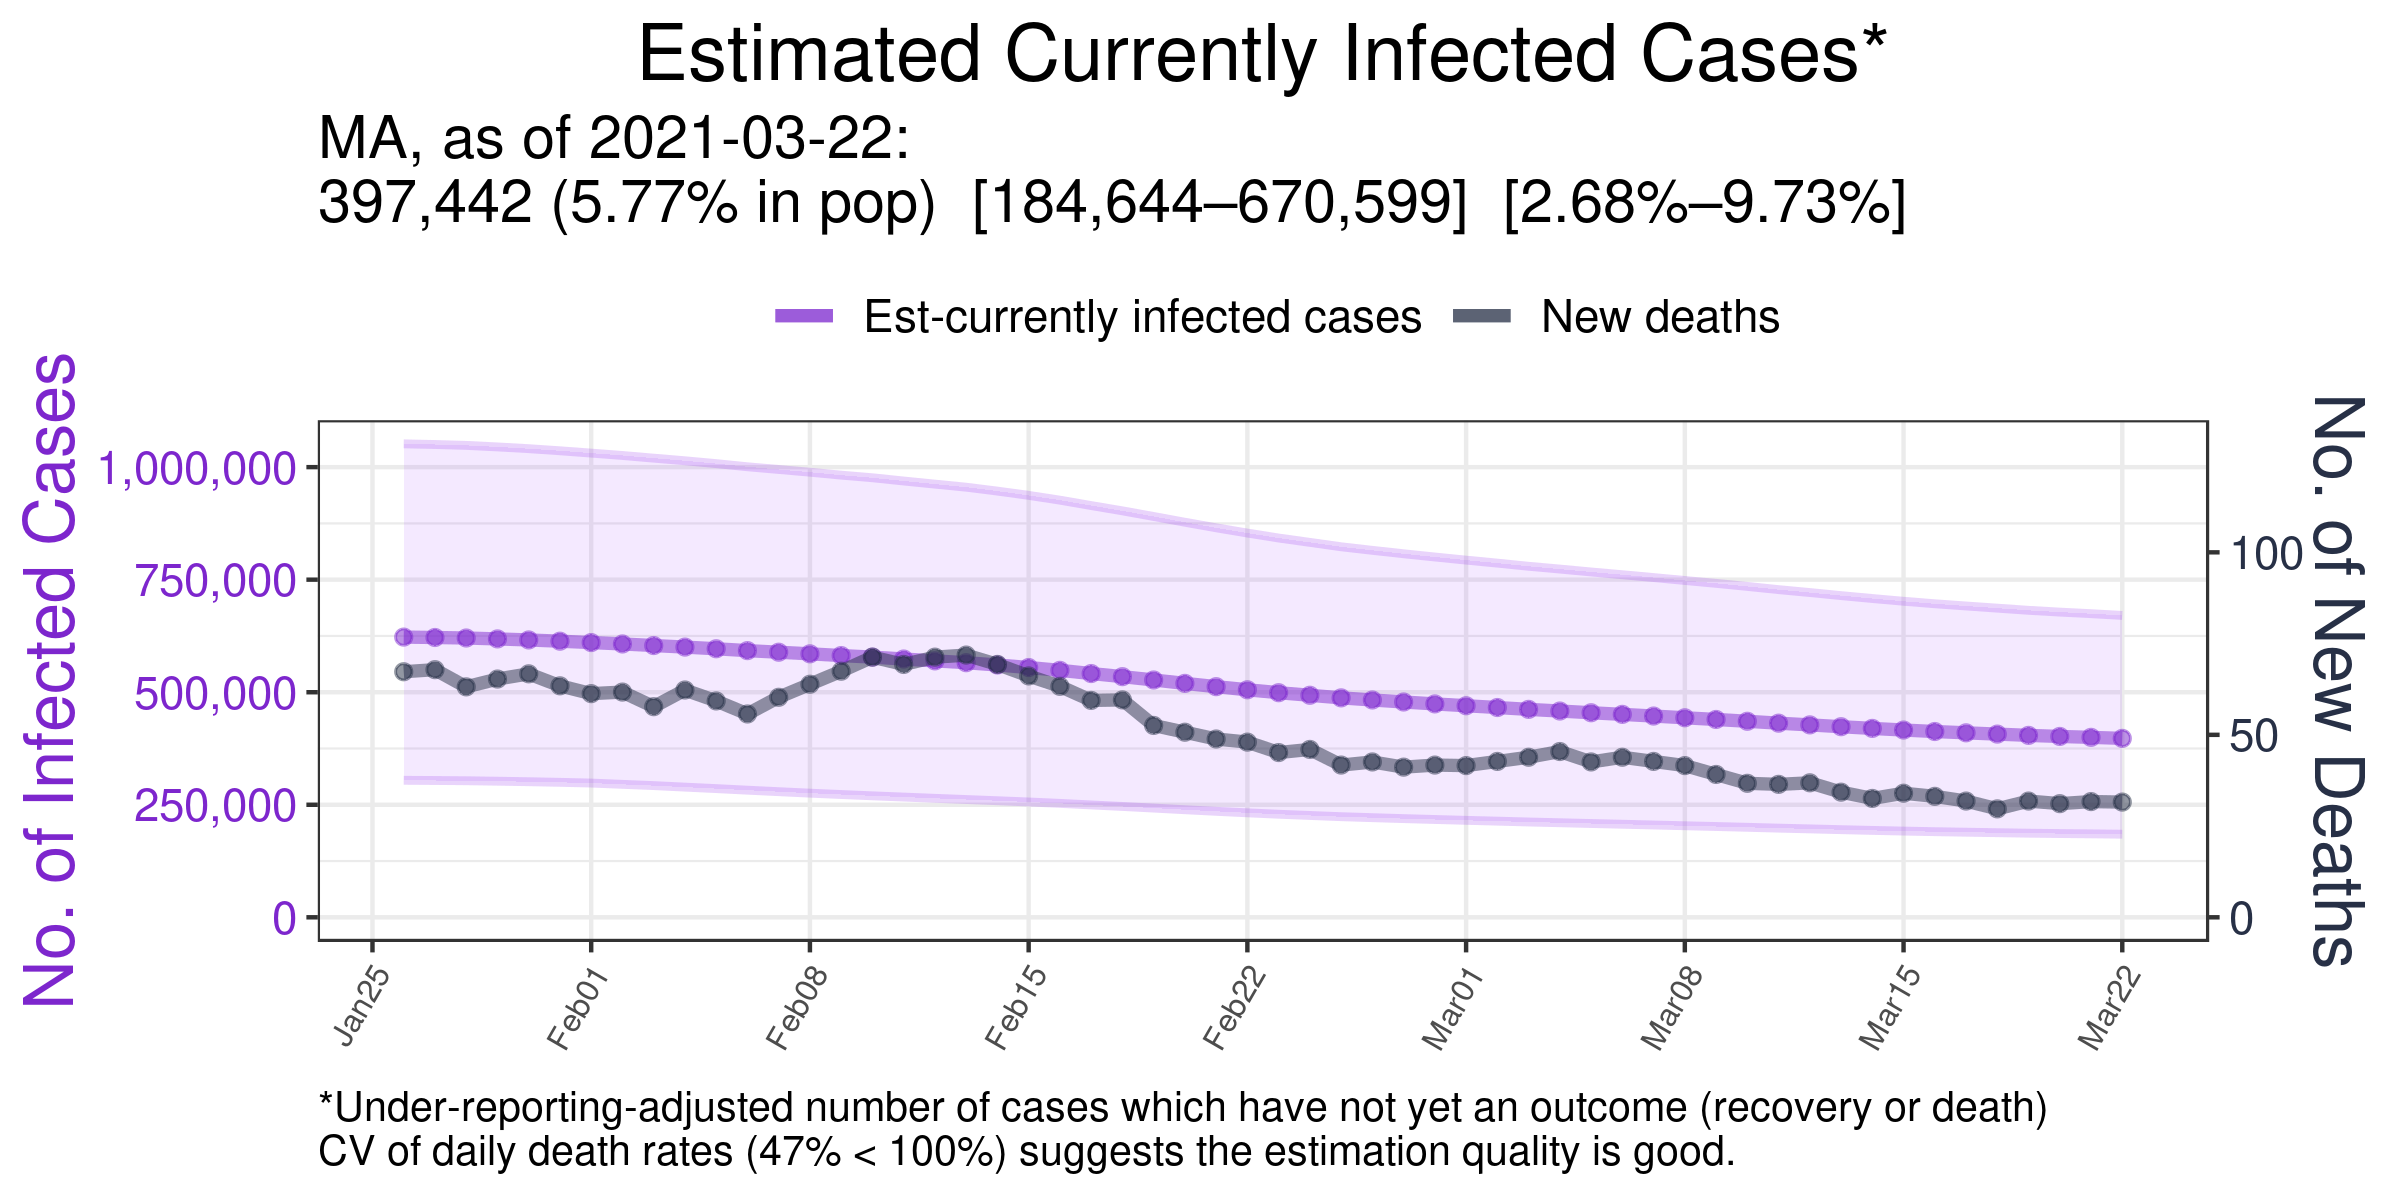 Estimated Currently Infected Cases*
MA, as of 2021-03-22:
397,442 (5.77% in pop)  [184,644–670,599]  [2.68%–9.73%]
Est-currently infected cases
New deaths
No. of Infected Cases
1,000,000
750,000
500,000
250,000
0
No. of New Deaths
100
50
0
Jan25
Feb01
Feb08
Feb15
Feb22
Mar01
Mar08
Mar15
Mar22
*Under-reporting-adjusted number of cases which have not yet an outcome (recovery or death)
CV of daily death rates (47% < 100%) suggests the estimation quality is good.